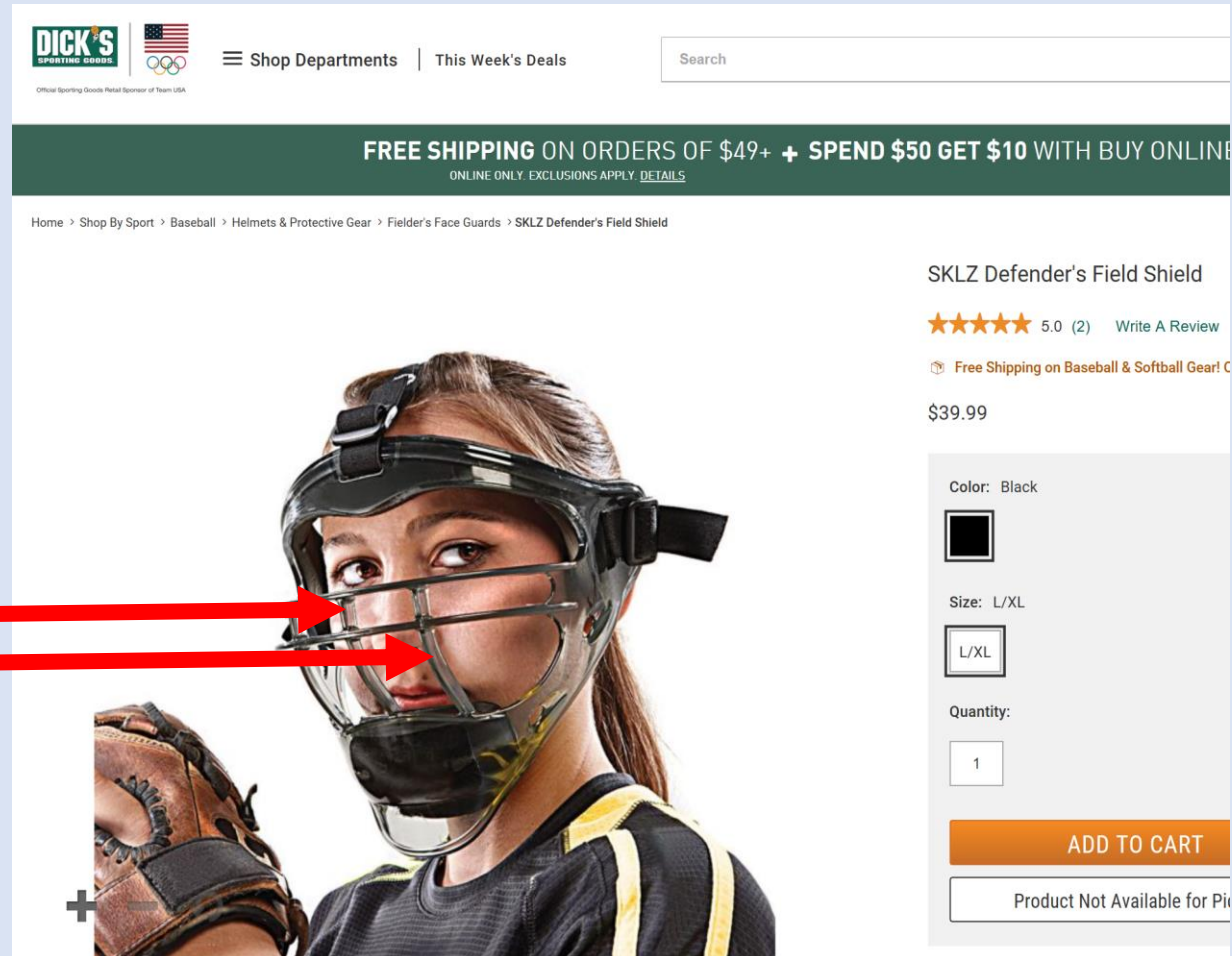 DICK'S
SPORTING GOODS
Official Sporting Goods Retail Sponsor of Team USA
Shop Departments
This Week's Deals
Search
FREE SHIPPING ON ORDERS OF $49+ + SPEND $50 GET $10 WITH BUY ONLINE
ONLINE ONLY. EXCLUSIONS APPLY. DETAILS
Home > Shop By Sport > Baseball > Helmets & Protective Gear > Fielder's Face Guards > SKLZ Defender's Field Shield
SKLZ Defender's Field Shield
5.0 (2) Write A Review
Free Shipping on Baseball & Softball Gear!
$39.99
Color: Black
Size: L/XL
L/XL
Quantity:
1
ADD TO CART
Product Not Available for